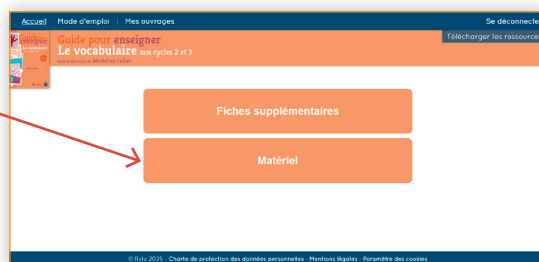 Accueil Mode d'emploi Mes ouvrages Se déconnecte
Télécharger les ressource
Guide pour enseigner
Le vocabulaire aux cycles 2 et 3
sous la direction de Micheline Cellier
Fiches supplémentaires
Matériel
© Retz 2025 Charte de protection des données personnelles Mentions légales Paramètre des cookies